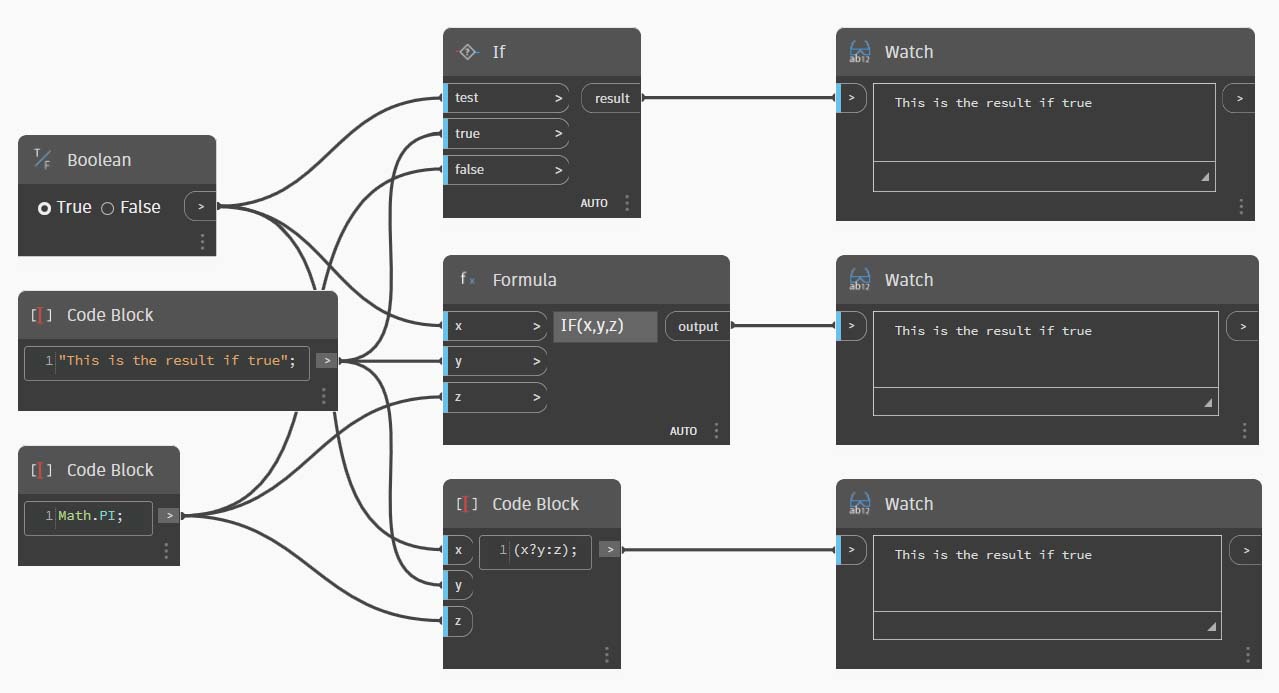 Boolean
True False >
Code Block
1 "This is the result if true"; >
Code Block
1 Math.PI; >
If
test > result
true >
false >
AUTO
Formula
x > IF(x,y,z) output
y >
z >
AUTO
Code Block
x 1 (x?y:z); >
y
z
Watch
> This is the result if true >
Watch
> This is the result if true >
Watch
> This is the result if true >